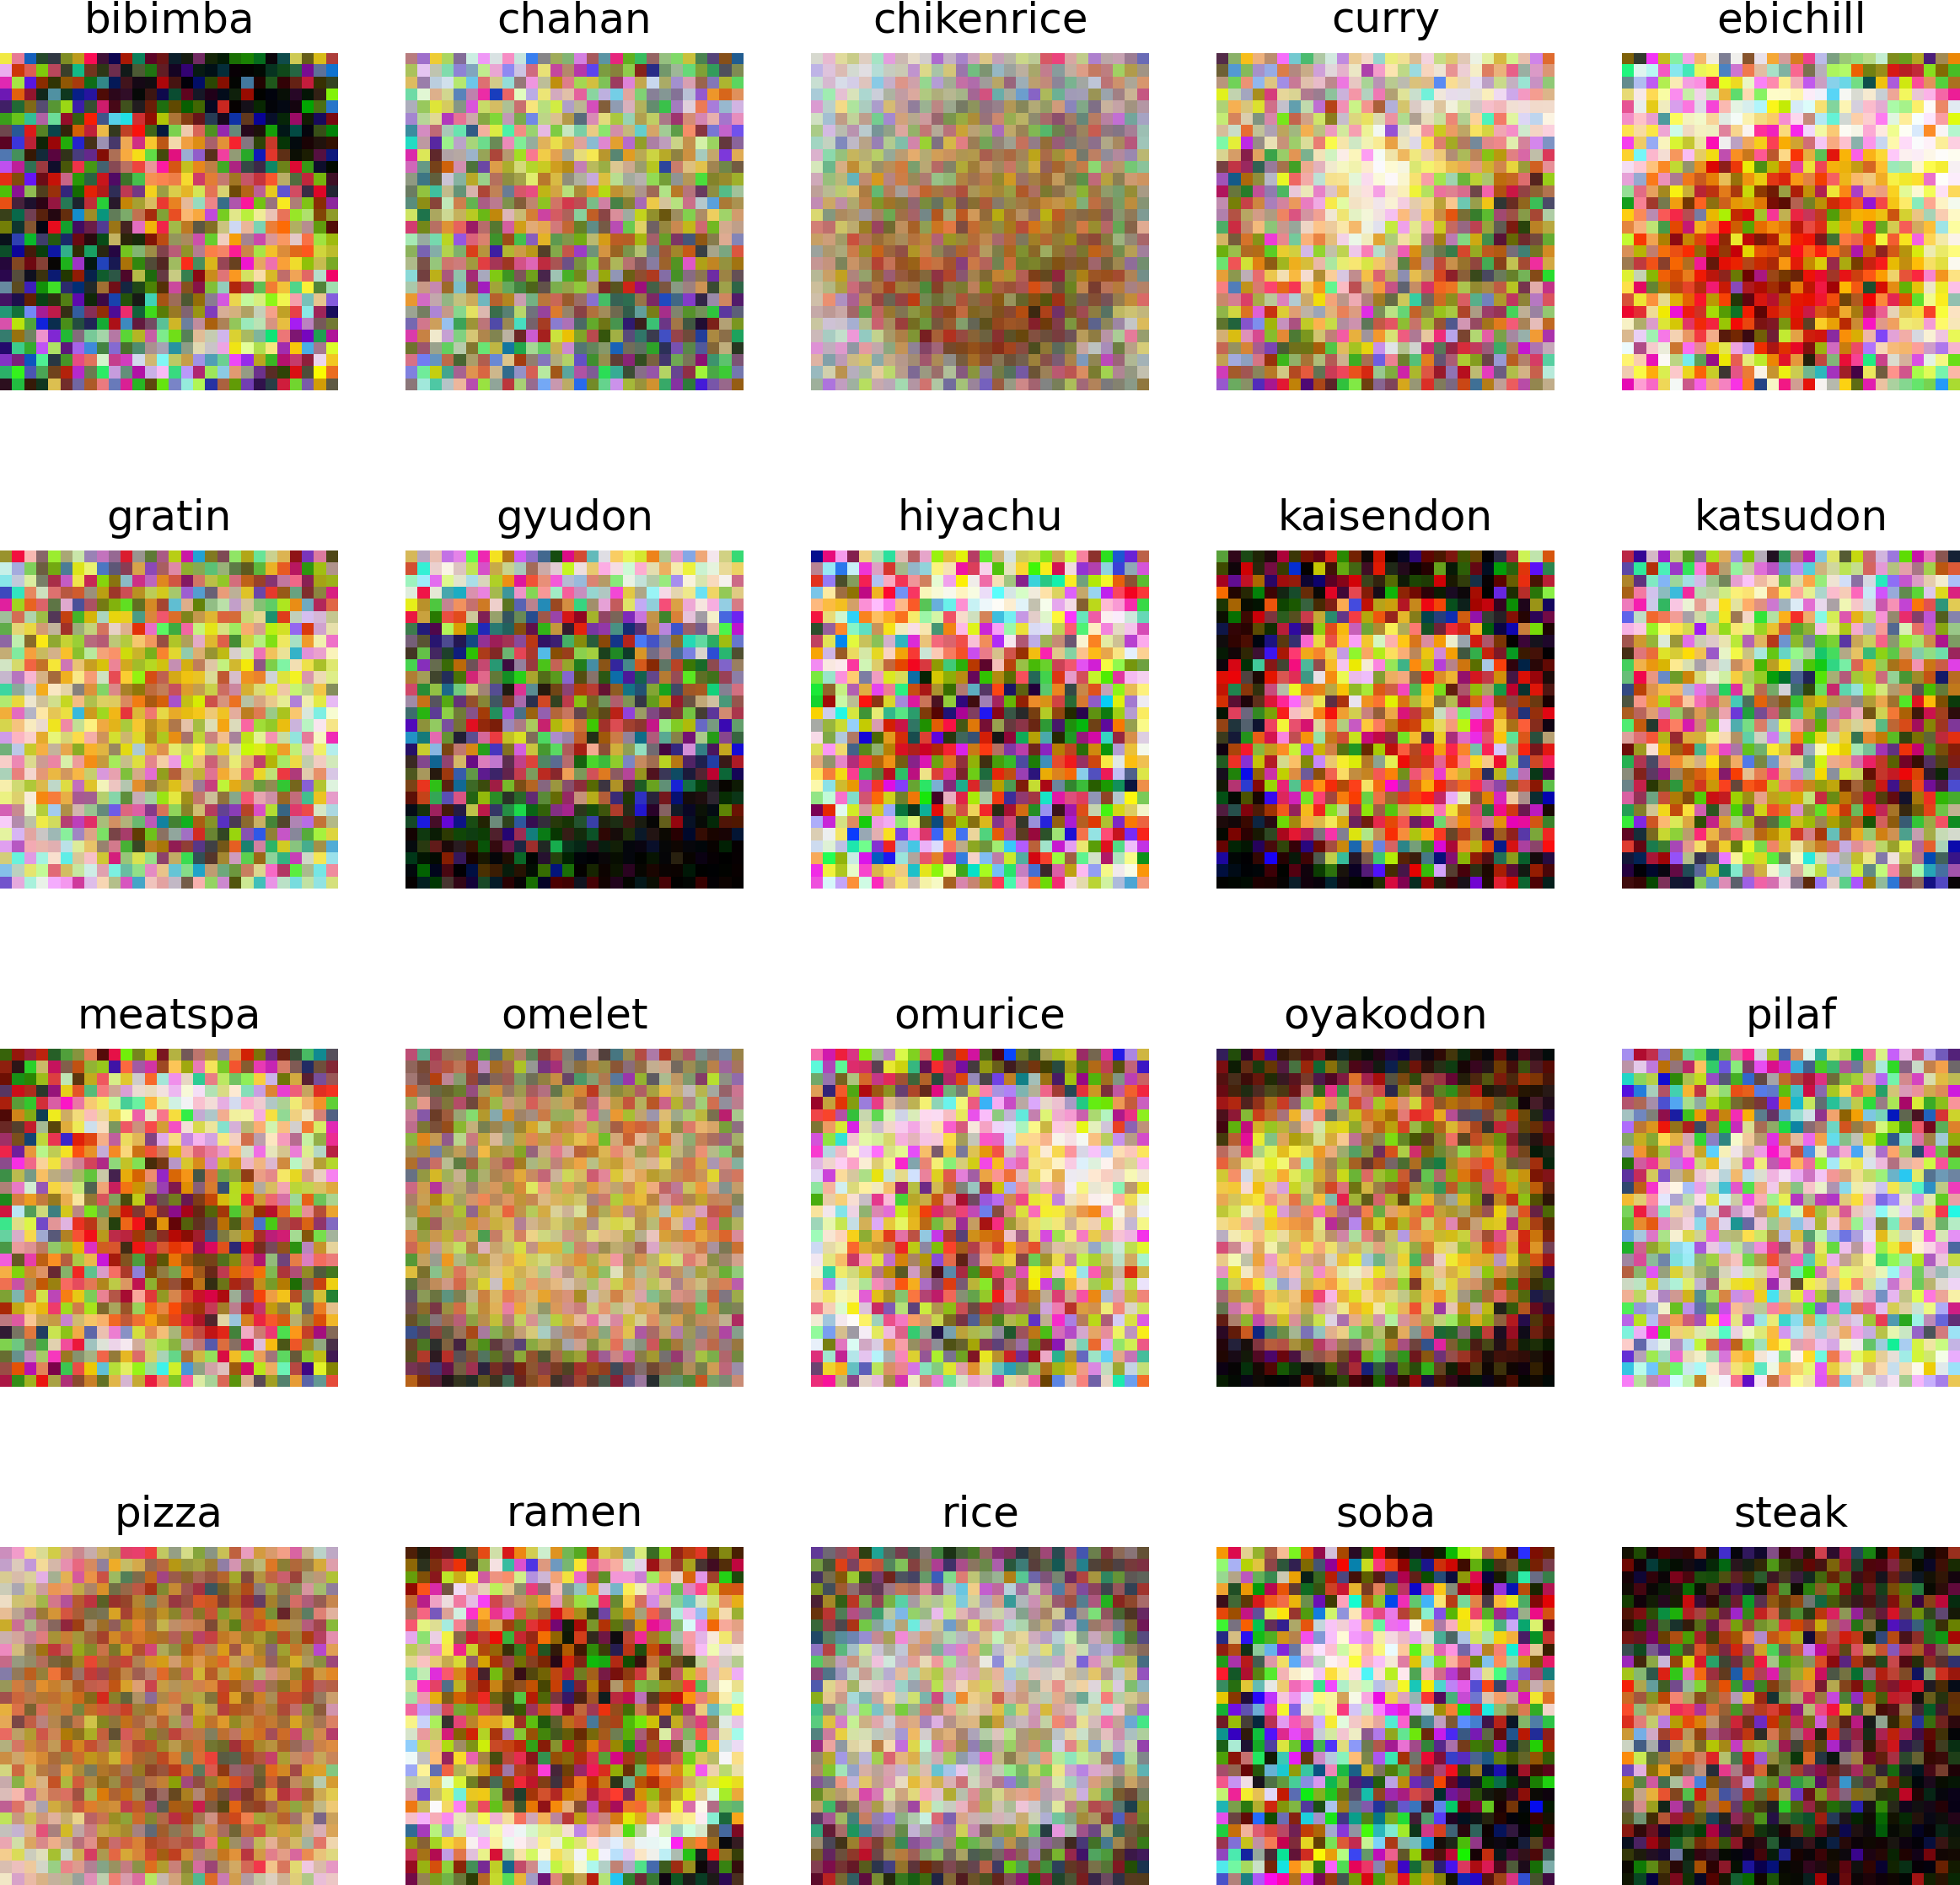 bibimba chahan chikenrice curry ebichill
gratin gyudon hiyachu kaisendon katsudon
meatspa omelet omurice oyakodon pilaf
pizza ramen rice soba steak